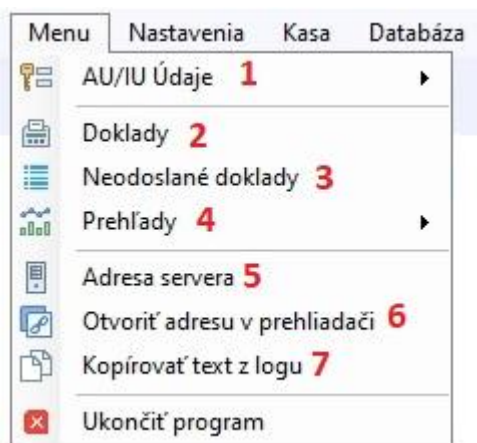 Menu Nastavenia Kasa Databáza
AU/IU Údaje 1
Doklady 2
Neodoslané doklady 3
Prehľady 4
Adresa servera 5
Otvoriť adresu v prehliadači 6
Kopírovať text z logu 7
Ukončiť program